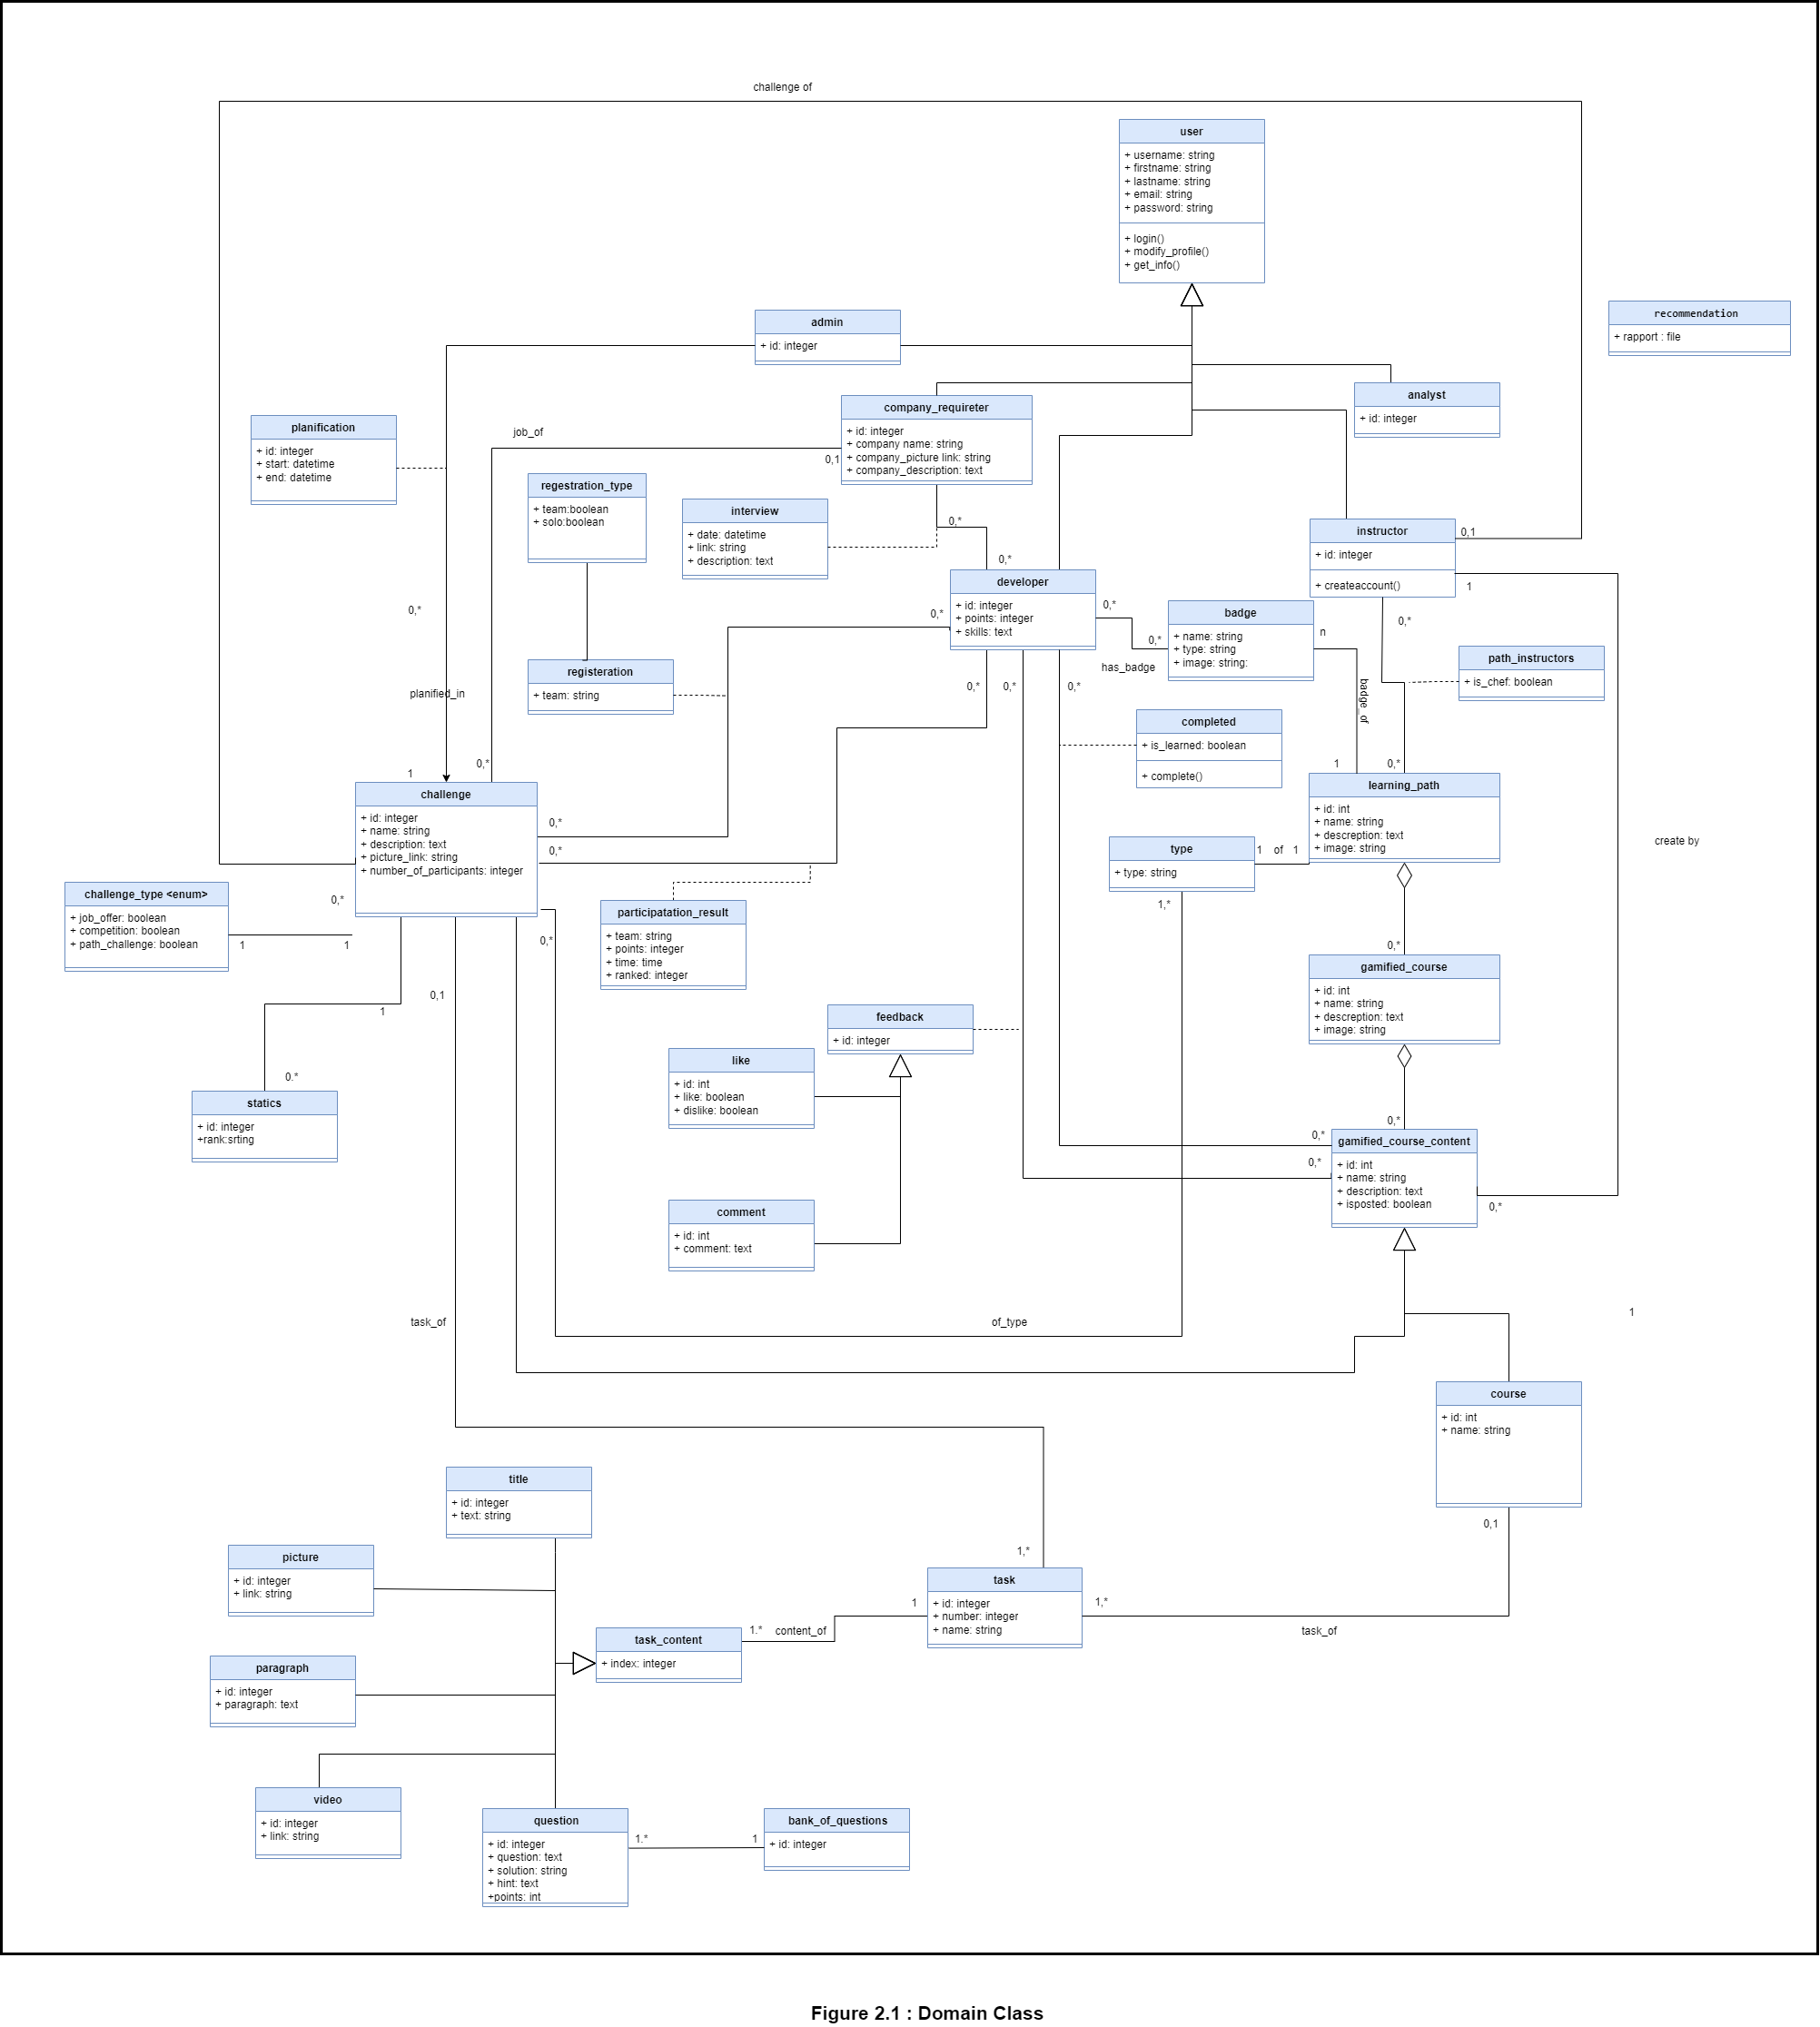 challenge of
user
+ username: string
+ firstname: string
+ lastname: string
+ email: string
+ password: string
+ login()
+ modify_profile()
+ get_info()
recommendation
+ rapport : file
admin
+ id: integer
analyst
+ id: integer
company_requireter
+ id: integer
+ company name: string
+ company_picture link: string
+ company_description: text
planification
+ id: integer
+ start: datetime
+ end: datetime
job_of
0,1
regestration_type
+ team:boolean
+ solo:boolean
interview
+ date: datetime
+ link: string
+ description: text
0,*
0,*
instructor
+ id: integer
+ createaccount()
0,1
1
0,*
developer
+ id: integer
+ points: integer
+ skills: text
0,*
0,*
0,*
has_badge
badge
+ name: string
+ type: string
+ image: string:
n
badge_of
path_instructors
+ is_chef: boolean
0,*
planified_in
registeration
+ team: string
0,*
0,*
0,*
completed
+ is_learned: boolean
+ complete()
1
0,*
1
0,*
learning_path
+ id: int
+ name: string
+ descreption: text
+ image: string
challenge
+ id: integer
+ name: string
+ description: text
+ picture_link: string
+ number_of_participants: integer
0,*
0,*
type
+ type: string
1 of 1
1,*
create by
challenge_type <enum>
+ job_offer: boolean
+ competition: boolean
+ path_challenge: boolean
0,*
1
1
0,*
participatation_result
+ team: string
+ points: integer
+ time: time
+ ranked: integer
0,*
gamified_course
+ id: int
+ name: string
+ descreption: text
+ image: string
1
0,1
0.*
statics
+ id: integer
+rank:srting
feedback
+ id: integer
like
+ id: int
+ like: boolean
+ dislike: boolean
comment
+ id: int
+ comment: text
0,*
0,*
0,*
gamified_course_content
+ id: int
+ name: string
+ description: text
+ isposted: boolean
0,*
task_of
of_type
1
course
+ id: int
+ name: string
0,1
title
+ id: integer
+ text: string
picture
+ id: integer
+ link: string
1,*
task
+ id: integer
+ number: integer
+ name: string
1
1,*
task_of
task_content
+ index: integer
1.*
content_of
paragraph
+ id: integer
+ paragraph: text
video
+ id: integer
+ link: string
question
+ id: integer
+ question: text
+ solution: string
+ hint: text
+points: int
1.*
1
bank_of_questions
+ id: integer
Figure 2.1 : Domain Class